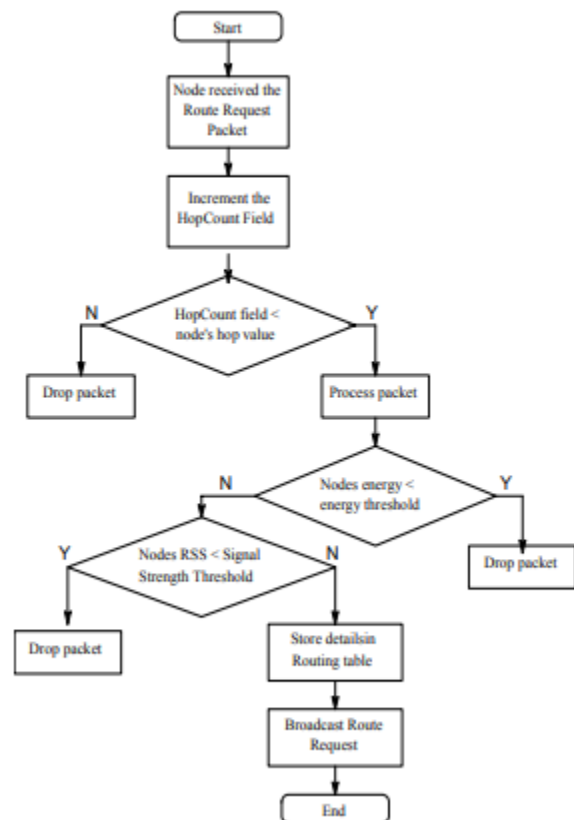 Start
Node received the
Route Request
Packet
Increment the
HopCount Field
N
HopCount field <
node's hop value
Y
Drop packet
Process packet
N
Nodes energy <
energy threshold
Y
Y
Nodes RSS < Signal
Strength Threshold
N
Drop packet
Drop packet
Store detailsin
Routing table
Broadcast Route
Request
End